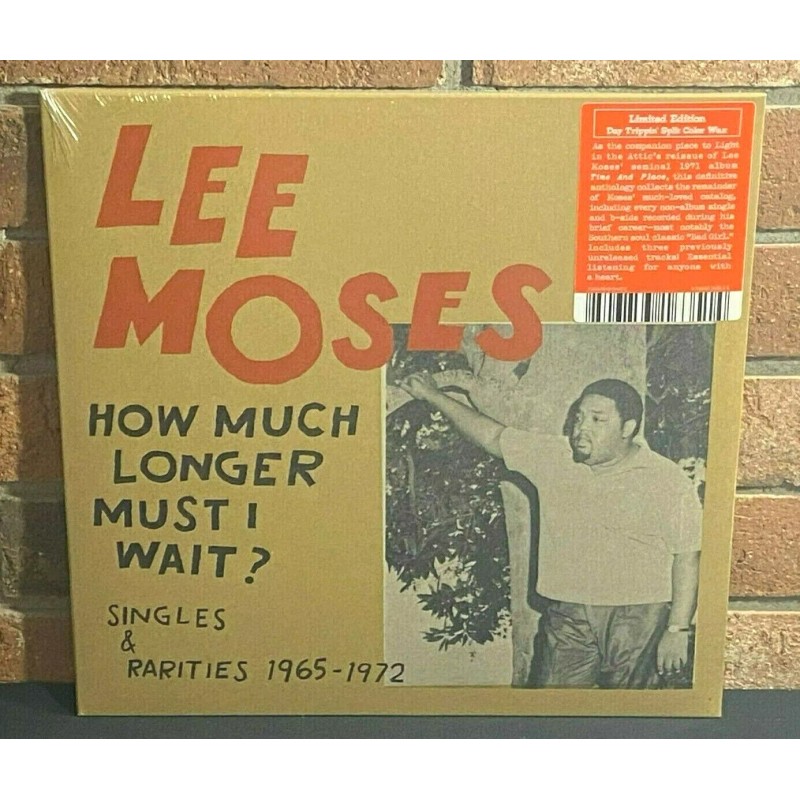 LEE
MOSES
HOW MUCH
LONGER
MUST I
WAIT?
SINGLES
&
RARITIES 1965-1972
Limited Edition
Day Trippin' Split Color Wax
As the companion piece to Light
in the Attic's reissue of Lee
Moses' seminal 1971 album
Time And Place, this definitive
anthology collects the remainder
of Moses' much-loved catalog,
including every non-album single
and b-side recorded during his
brief career—most notably the
Southern soul classic "Bad Girl."
Includes three previously
unreleased tracks! Essential
listening for anyone with
a heart.